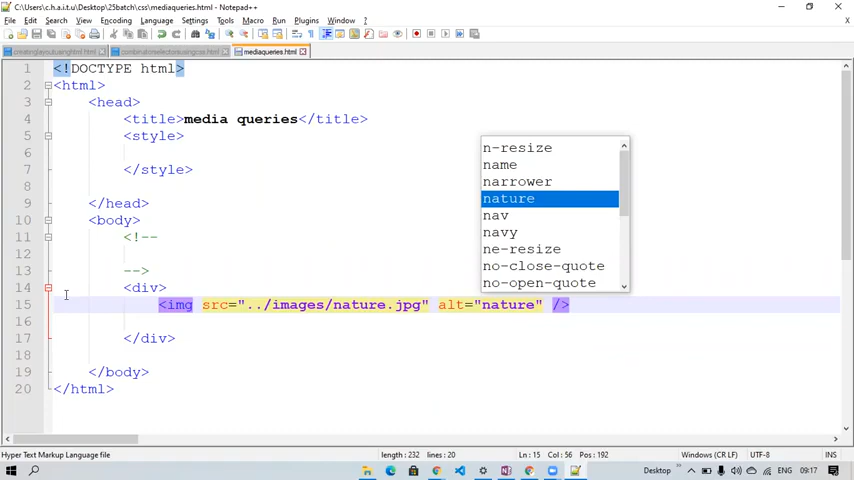 C:\Users\c.h.a.i.t.u\Desktop\25batch\css\mediaqueries.html - Notepad++
File Edit Search View Encoding Language Settings Tools Macro Run Plugins Window ?
mediaqueries.html
1 <!DOCTYPE html>
2 <html>
3 <head>
4 <title>media queries</title>
5 <style>
6
7 </style>
8
9 </head>
10 <body>
11 <!--
12
13 -->
14 <div>
15 <img src="../images/nature.jpg" alt="nature" />
16
17 </div>
18
19 </body>
20 </html>
n-resize
name
narrower
nature
nav
navy
ne-resize
no-close-quote
no-open-quote
Hyper Text Markup Language file length : 232 lines : 20 Ln : 15 Col : 56 Pos : 192 Windows (CR LF) UTF-8 INS
Desktop ENG 09:17